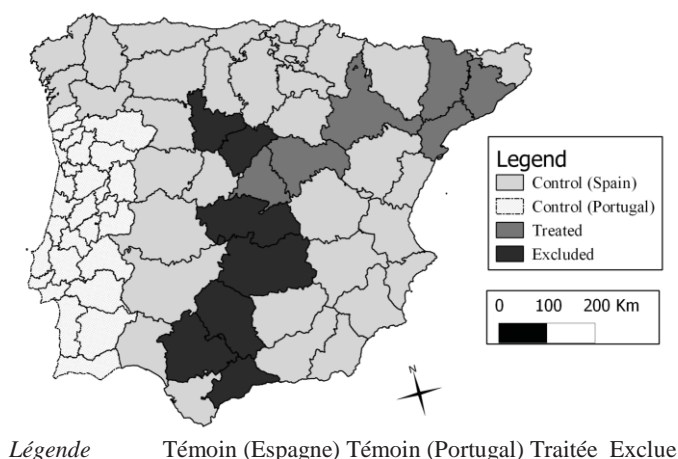 Legend
Control (Spain)
Control (Portugal)
Treated
Excluded
0 100 200 Km
N
Légende Témoin (Espagne) Témoin (Portugal) Traitée Exclue